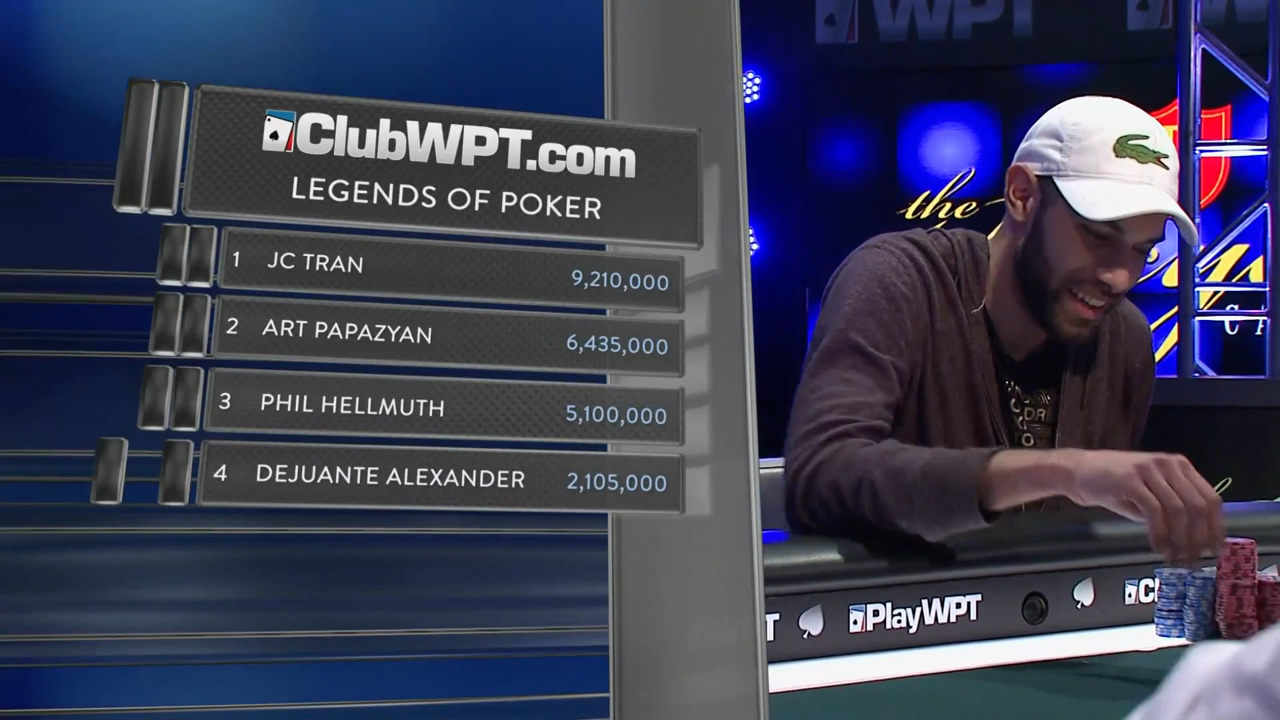 ClubWPT.com
LEGENDS OF POKER
1 JC TRAN 9,210,000
2 ART PAPAZYAN 6,435,000
3 PHIL HELLMUTH 5,100,000
4 DEJUANTE ALEXANDER 2,105,000
WPT
the
PlayWPT